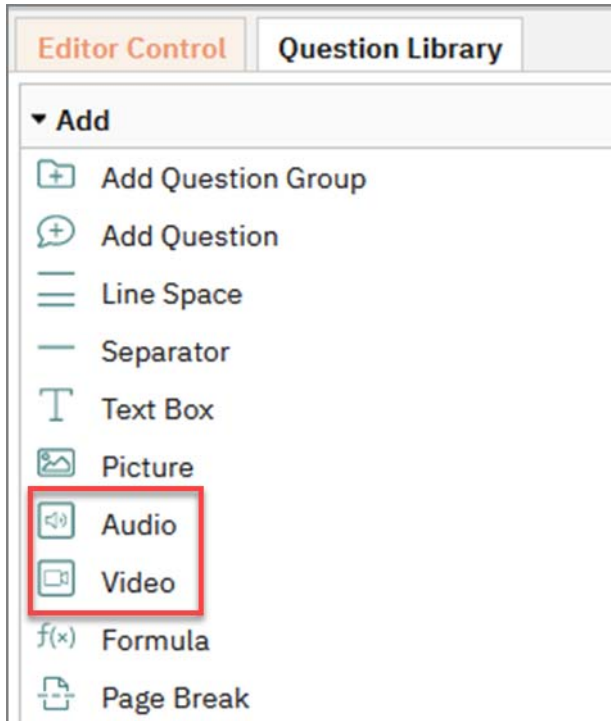 Editor Control Question Library
Add
Add Question Group
Add Question
Line Space
Separator
T Text Box
Picture
Audio
Video
f(x) Formula
Page Break